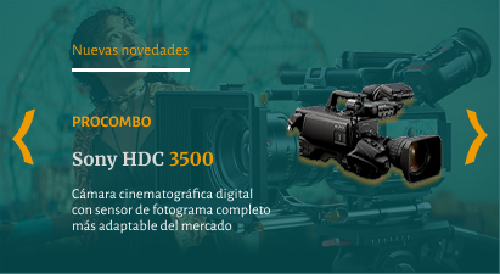 Nuevas novedades
PROCOMBO
Sony HDC 3500
Cámara cinematográfica digital
con sensor de fotograma completo
más adaptable del mercado